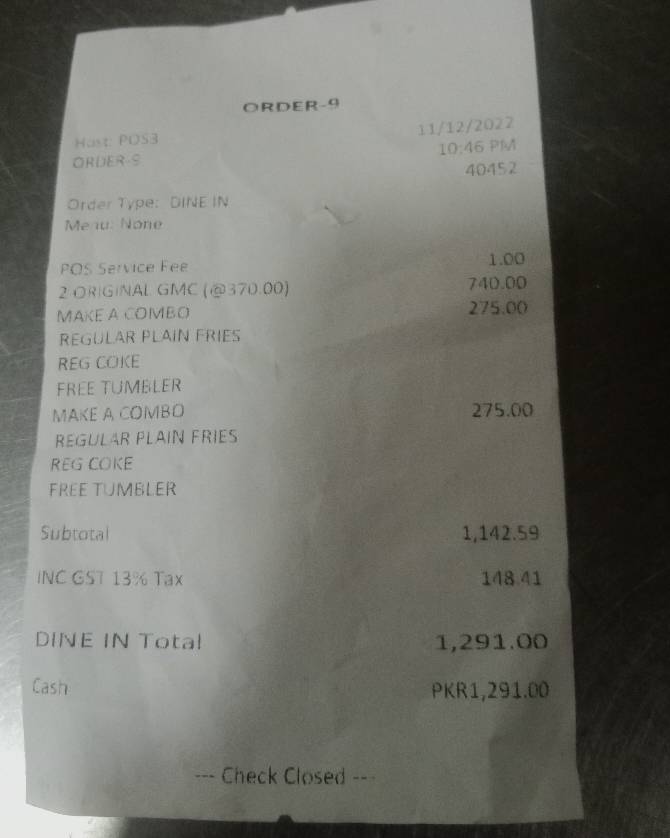 ORDER-9
Host: POS3 11/12/2022
ORDER-9 10:46 PM
40452
Order Type: DINE IN
Menu: None
POS Service Fee 1.00
2 ORIGINAL GMC (@370.00) 740.00
MAKE A COMBO 275.00
REGULAR PLAIN FRIES
REG COKE
FREE TUMBLER
MAKE A COMBO 275.00
REGULAR PLAIN FRIES
REG COKE
FREE TUMBLER
Subtotal 1,142.59
INC GST 13% Tax 148.41
DINE IN Total 1,291.00
Cash PKR1,291.00
--- Check Closed ---